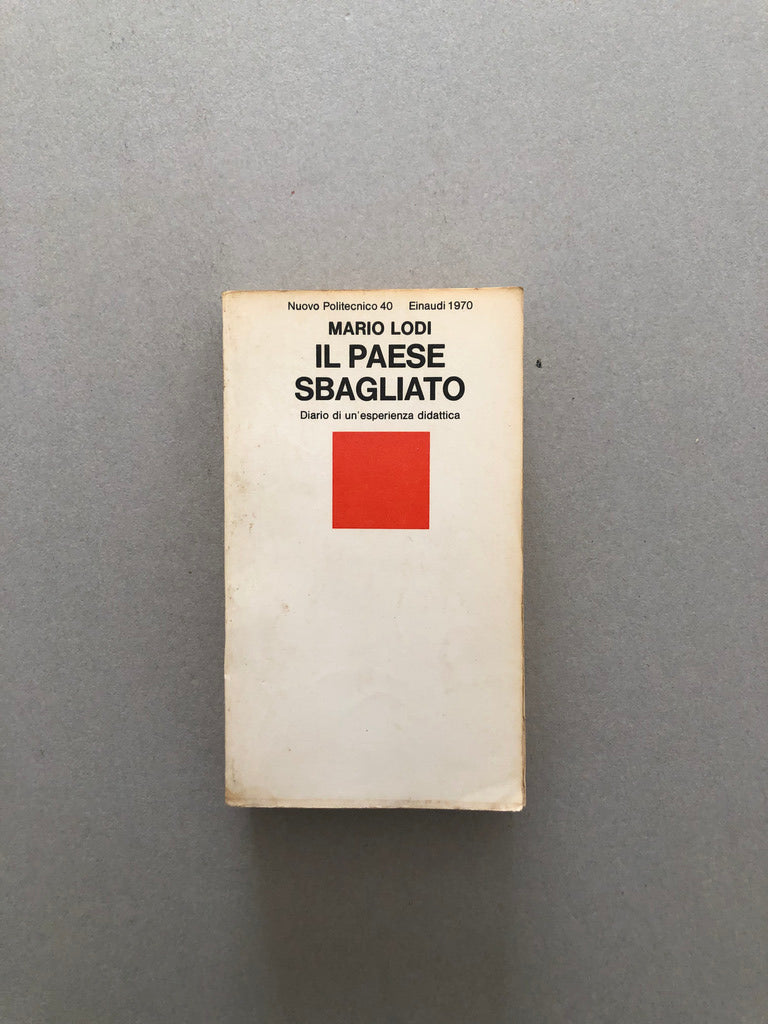 Nuovo Politecnico 40 Einaudi 1970
MARIO LODI
IL PAESE
SBAGLIATO
Diario di un'esperienza didattica